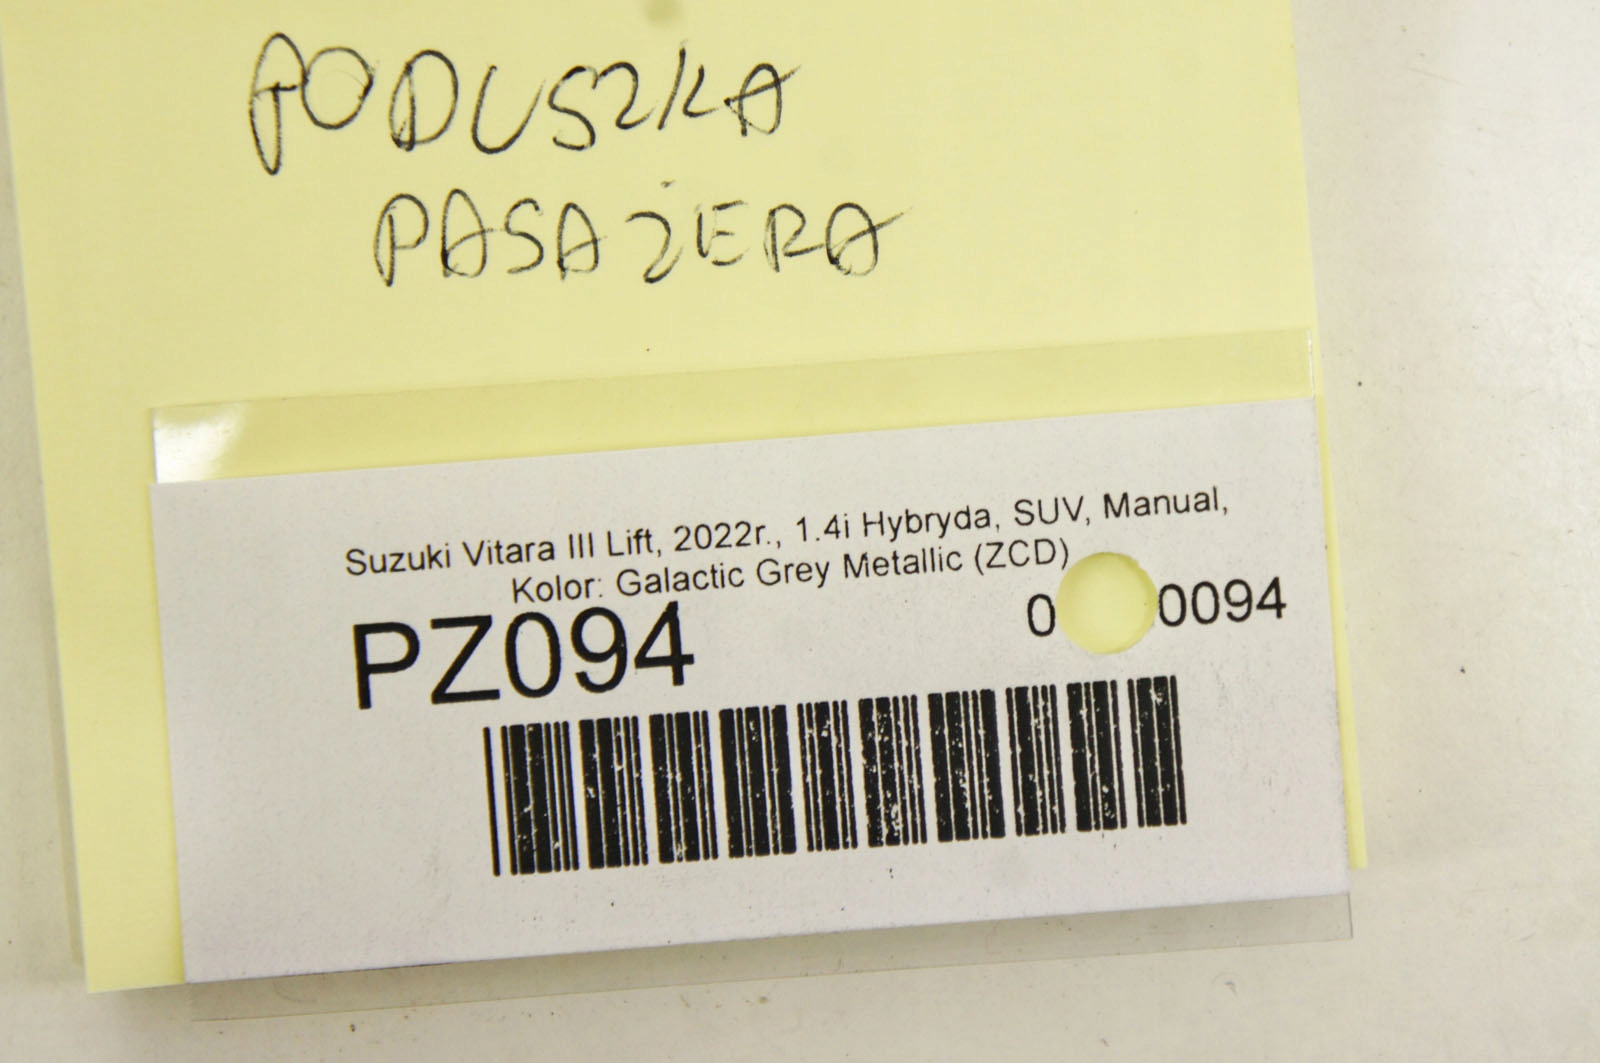 PODUSZKA
PASAŻERA
Suzuki Vitara III Lift, 2022r., 1.4i Hybryda, SUV, Manual,
Kolor: Galactic Grey Metallic (ZCD)
PZ094
0 0094